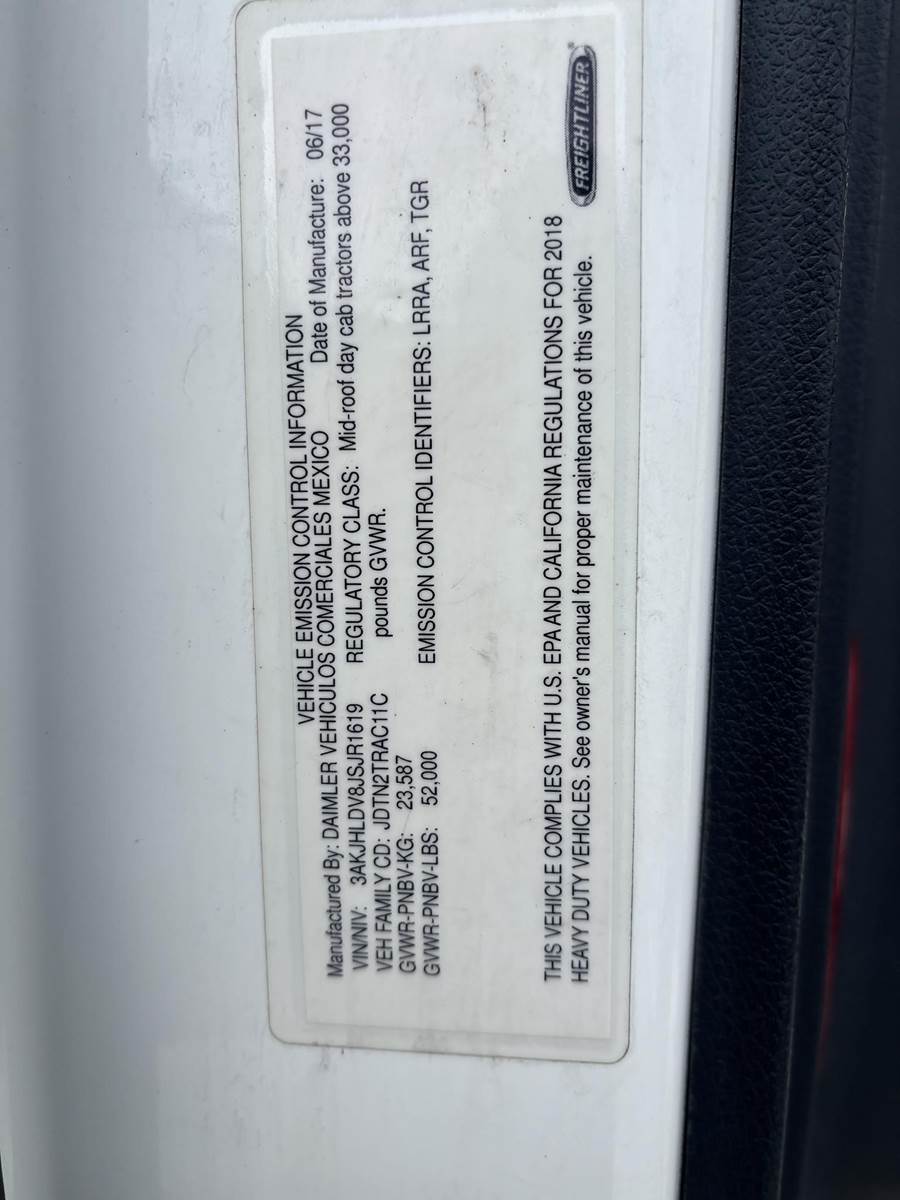 VEHICLE EMISSION CONTROL INFORMATION
Manufactured By: DAIMLER VEHICULOS COMERCIALES MEXICO Date of Manufacture: 06/17
VIN/NIV: 3AKJHLDV8JSJR1619 REGULATORY CLASS: Mid-roof day cab tractors above 33,000
VEH FAMILY CD: JDTN2TRAC11C pounds GVWR.
GVWR-PNBV-KG: 23,587
GVWR-PNBV-LBS: 52,000 EMISSION CONTROL IDENTIFIERS: LRRA, ARF, TGR
THIS VEHICLE COMPLIES WITH U.S. EPA AND CALIFORNIA REGULATIONS FOR 2018
HEAVY DUTY VEHICLES. See owner's manual for proper maintenance of this vehicle.
FREIGHTLINER